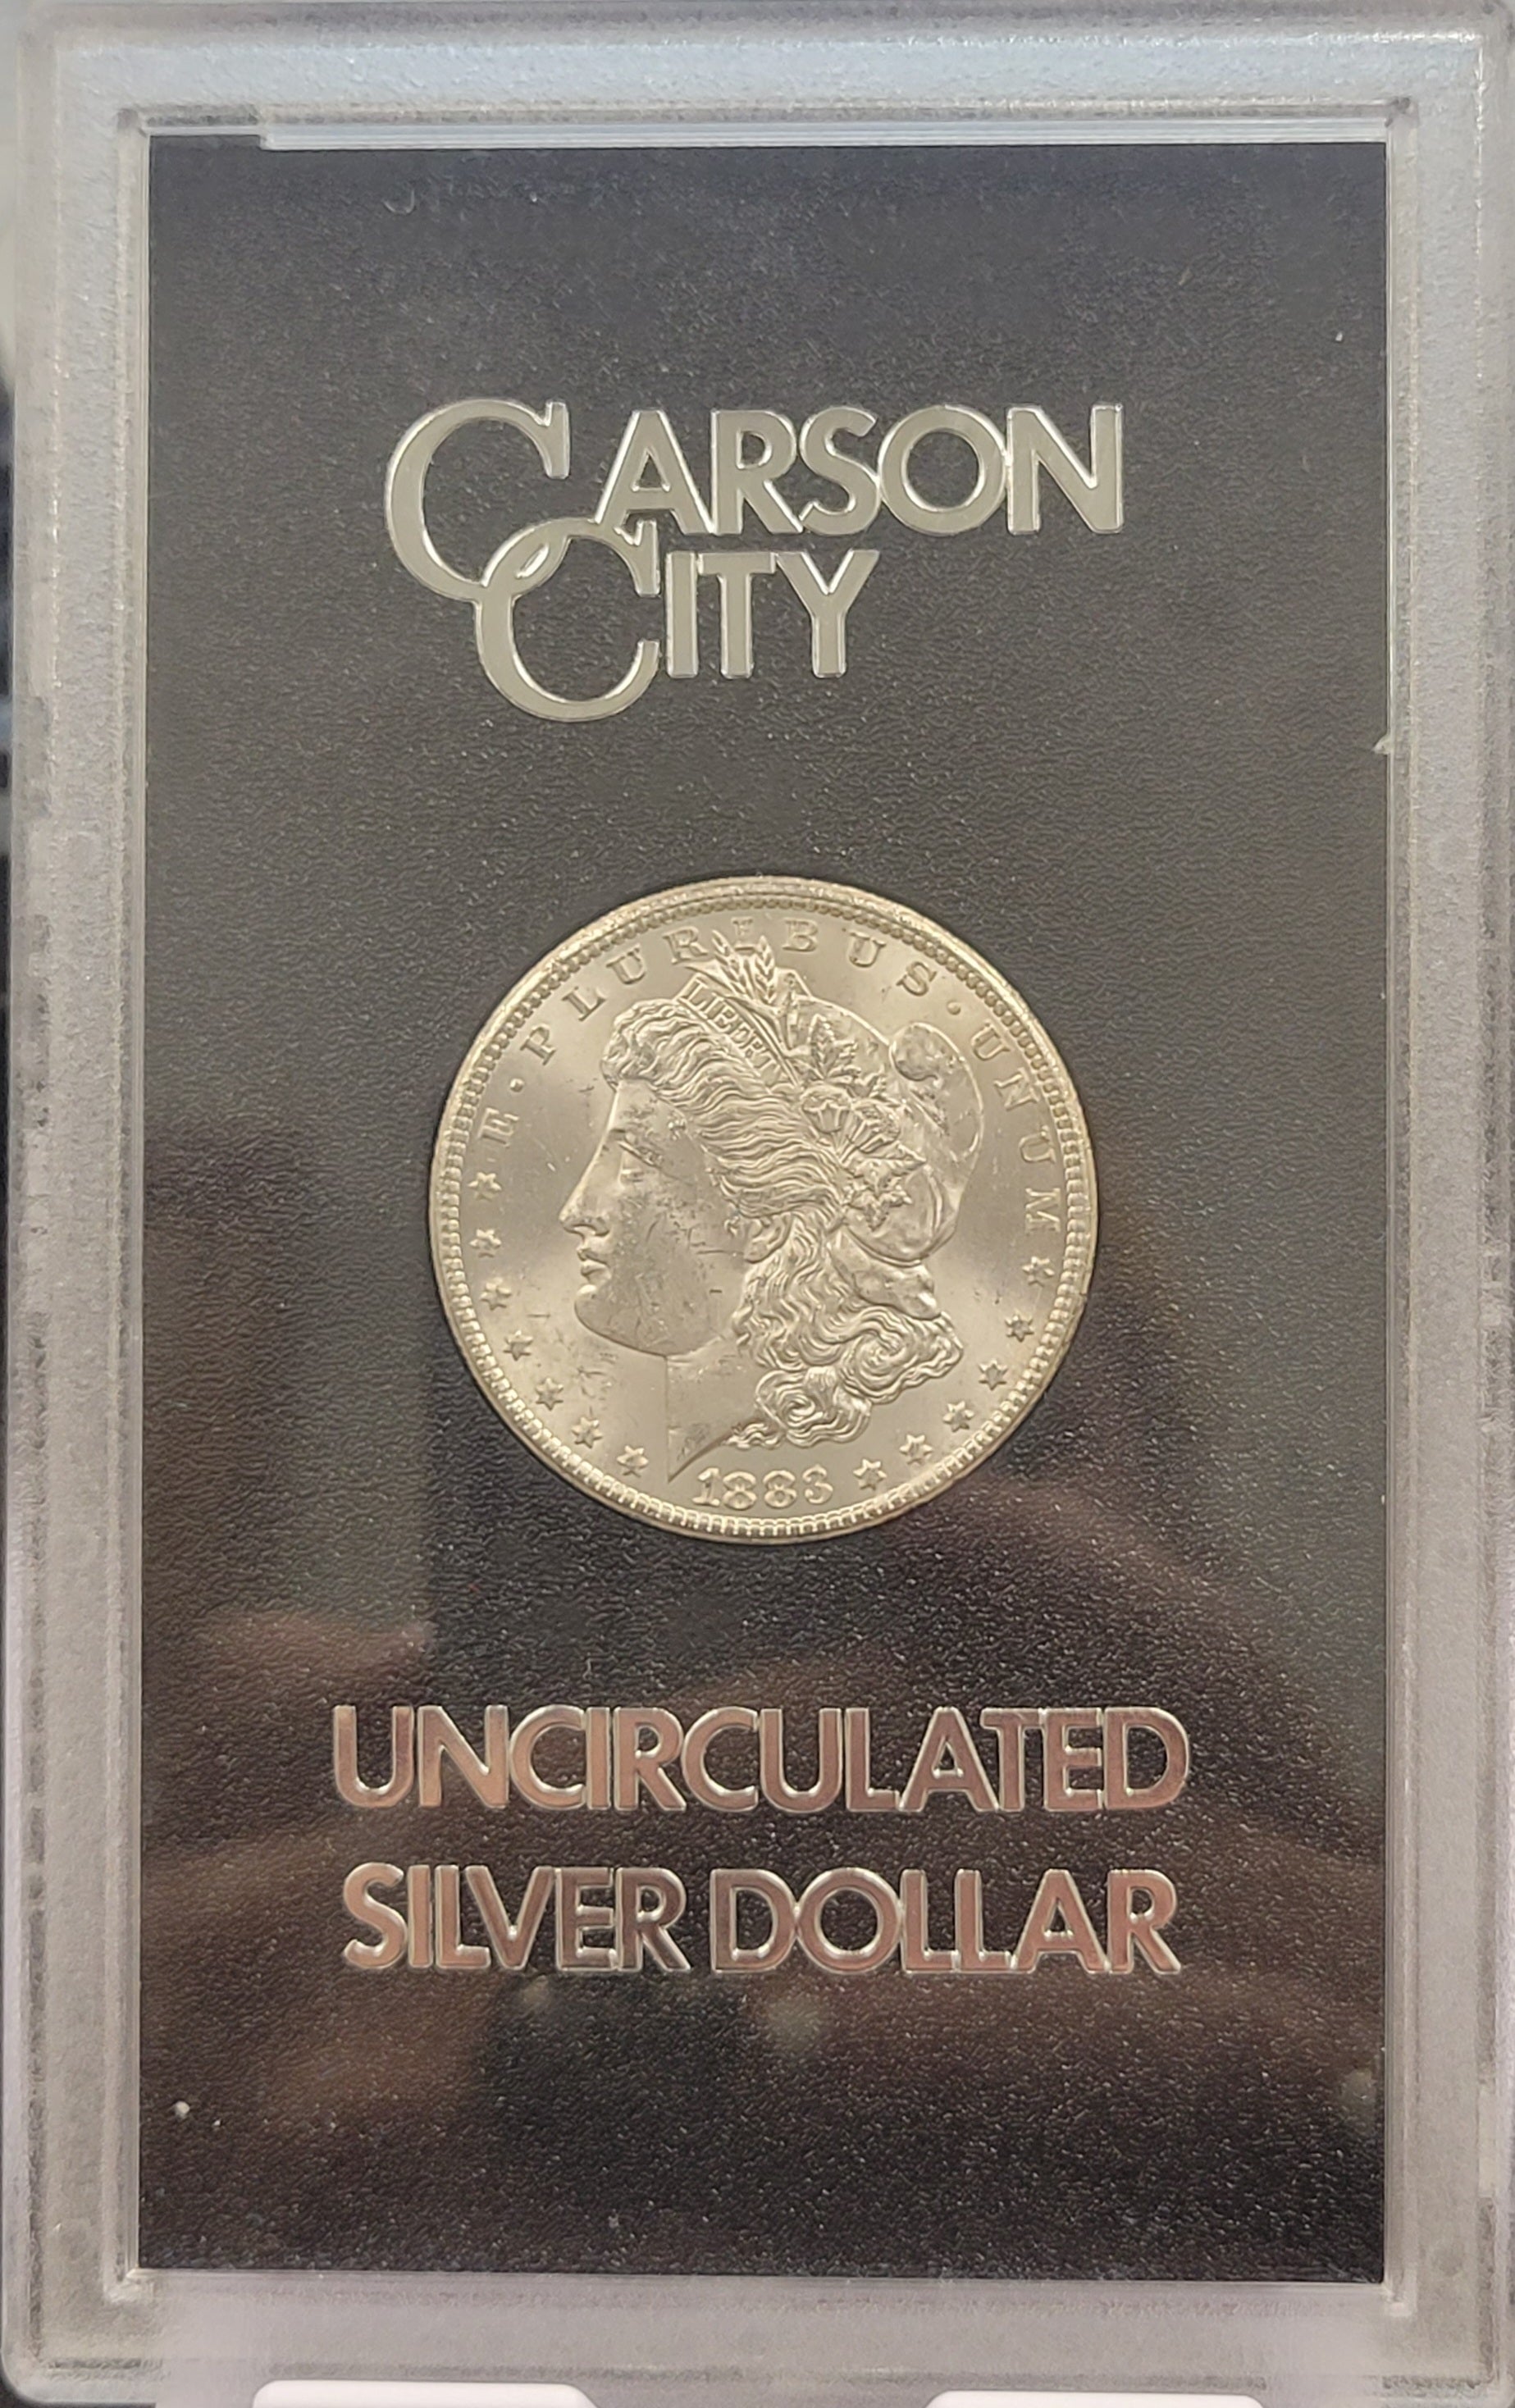 CARSON
CITY
E · PLURIBUS · UNUM
LIBERTY
1883
UNCIRCULATED
SILVER DOLLAR